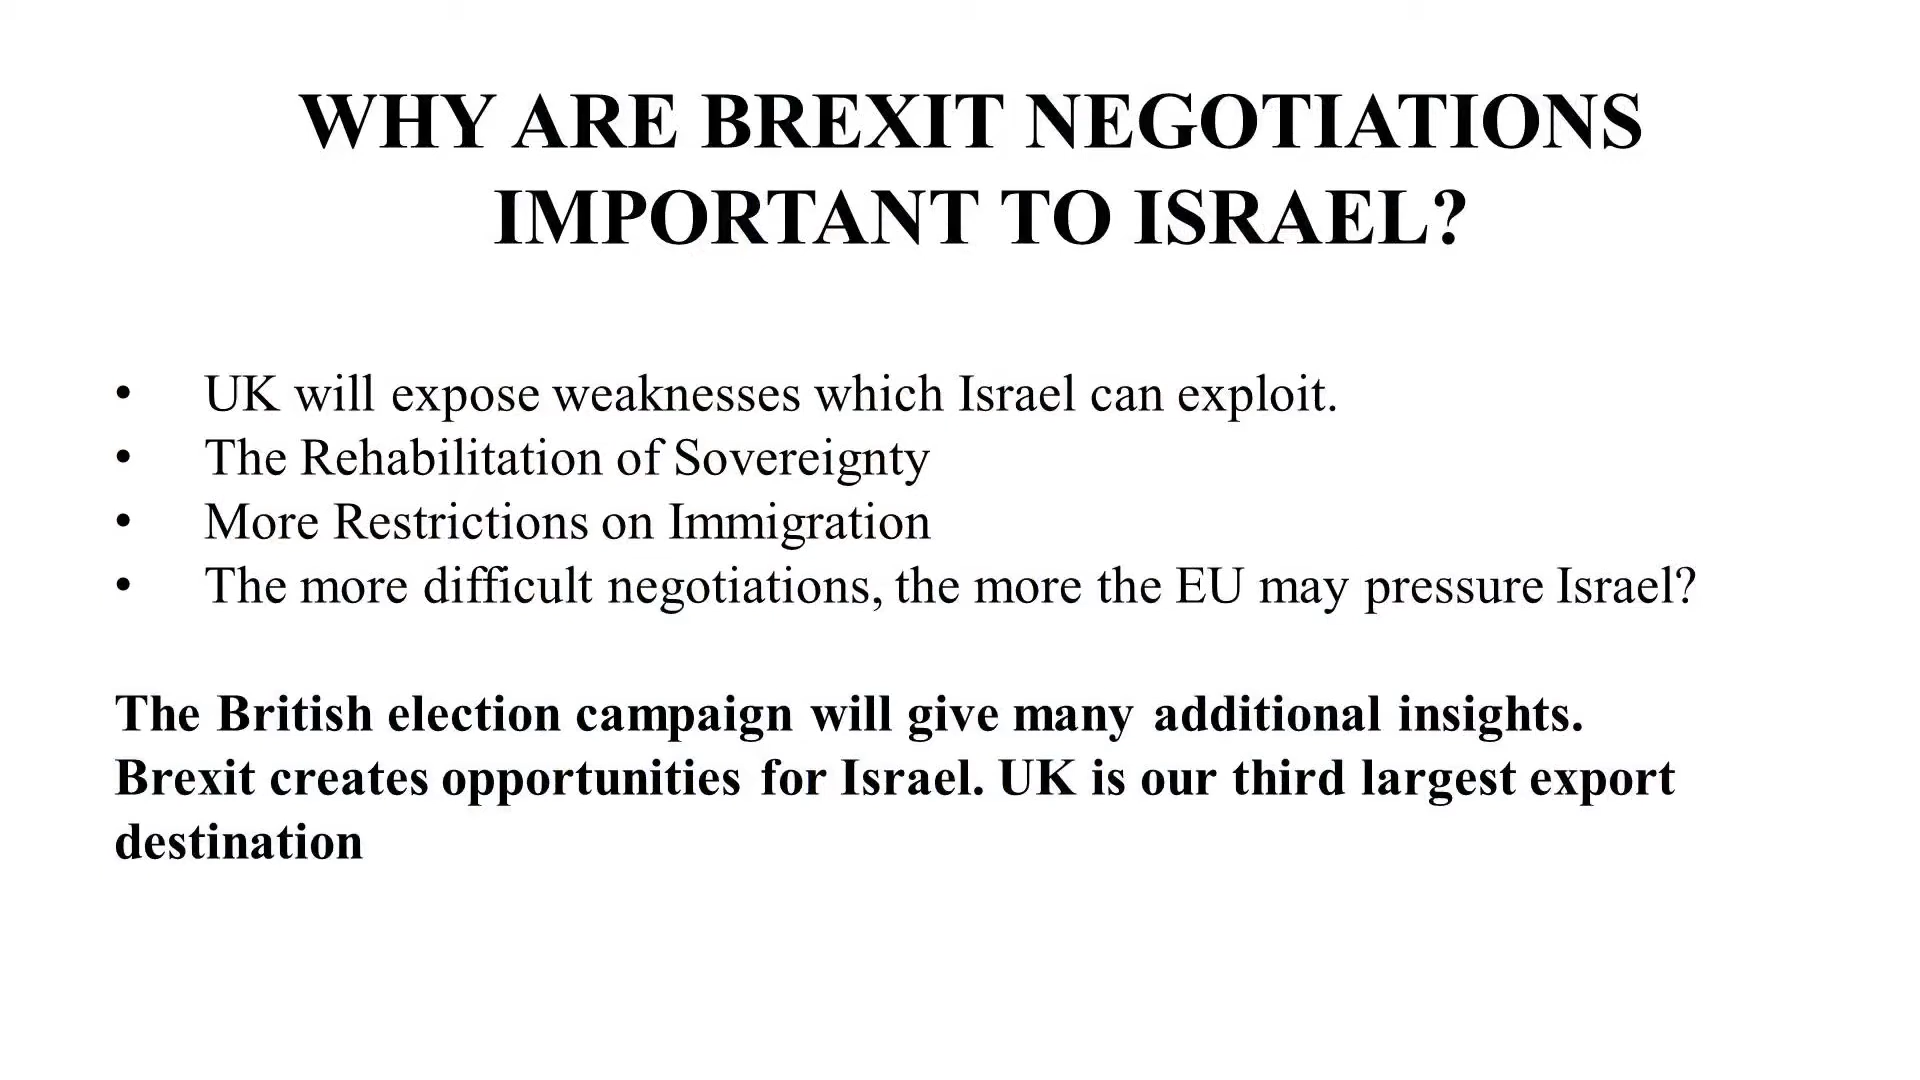 WHY ARE BREXIT NEGOTIATIONS
IMPORTANT TO ISRAEL?
• UK will expose weaknesses which Israel can exploit.
• The Rehabilitation of Sovereignty
• More Restrictions on Immigration
• The more difficult negotiations, the more the EU may pressure Israel?
The British election campaign will give many additional insights.
Brexit creates opportunities for Israel. UK is our third largest export
destination